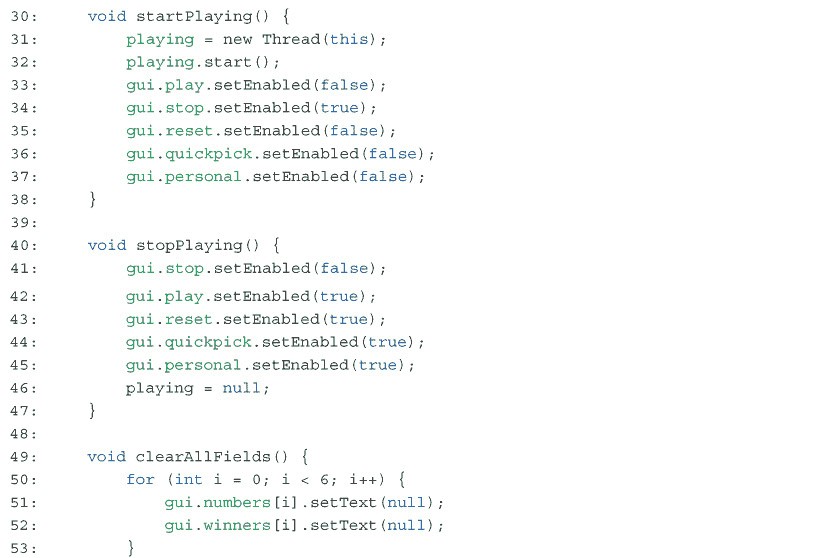 30:     void startPlaying() {
31:         playing = new Thread(this);
32:         playing.start();
33:         gui.play.setEnabled(false);
34:         gui.stop.setEnabled(true);
35:         gui.reset.setEnabled(false);
36:         gui.quickpick.setEnabled(false);
37:         gui.personal.setEnabled(false);
38:     }
39:
40:     void stopPlaying() {
41:         gui.stop.setEnabled(false);
42:         gui.play.setEnabled(true);
43:         gui.reset.setEnabled(true);
44:         gui.quickpick.setEnabled(true);
45:         gui.personal.setEnabled(true);
46:         playing = null;
47:     }
48:
49:     void clearAllFields() {
50:         for (int i = 0; i < 6; i++) {
51:             gui.numbers[i].setText(null);
52:             gui.winners[i].setText(null);
53:         }